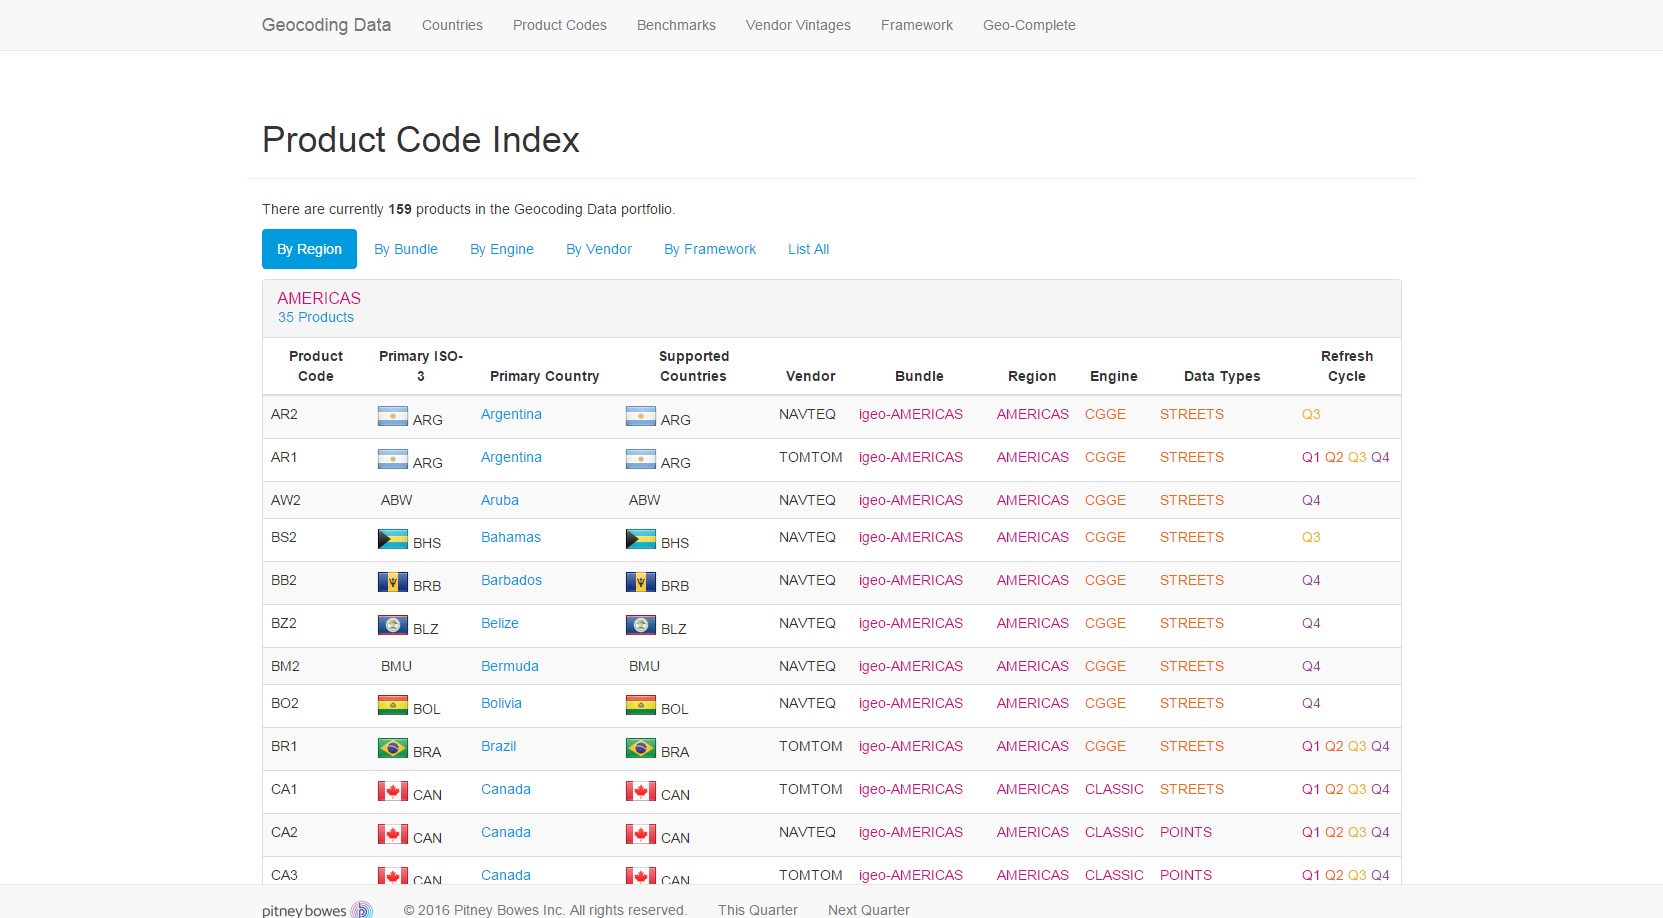 Geocoding Data Countries Product Codes Benchmarks Vendor Vintages Framework Geo-Complete
Product Code Index
There are currently 159 products in the Geocoding Data portfolio.
By Region By Bundle By Engine By Vendor By Framework List All
AMERICAS
35 Products
Product Code Primary ISO-3 Primary Country Supported Countries Vendor Bundle Region Engine Data Types Refresh Cycle
AR2 ARG Argentina ARG NAVTEQ igeo-AMERICAS AMERICAS CGGE STREETS Q3
AR1 ARG Argentina ARG TOMTOM igeo-AMERICAS AMERICAS CGGE STREETS Q1 Q2 Q3 Q4
AW2 ABW Aruba ABW NAVTEQ igeo-AMERICAS AMERICAS CGGE STREETS Q4
BS2 BHS Bahamas BHS NAVTEQ igeo-AMERICAS AMERICAS CGGE STREETS Q3
BB2 BRB Barbados BRB NAVTEQ igeo-AMERICAS AMERICAS CGGE STREETS Q4
BZ2 BLZ Belize BLZ NAVTEQ igeo-AMERICAS AMERICAS CGGE STREETS Q4
BM2 BMU Bermuda BMU NAVTEQ igeo-AMERICAS AMERICAS CGGE STREETS Q4
BO2 BOL Bolivia BOL NAVTEQ igeo-AMERICAS AMERICAS CGGE STREETS Q4
BR1 BRA Brazil BRA TOMTOM igeo-AMERICAS AMERICAS CGGE STREETS Q1 Q2 Q3 Q4
CA1 CAN Canada CAN TOMTOM igeo-AMERICAS AMERICAS CLASSIC STREETS Q1 Q2 Q3 Q4
CA2 CAN Canada CAN NAVTEQ igeo-AMERICAS AMERICAS CLASSIC POINTS Q1 Q2 Q3 Q4
CA3 CAN Canada CAN TOMTOM igeo-AMERICAS AMERICAS CLASSIC POINTS Q1 Q2 Q3 Q4
pitney bowes © 2016 Pitney Bowes Inc. All rights reserved. This Quarter Next Quarter